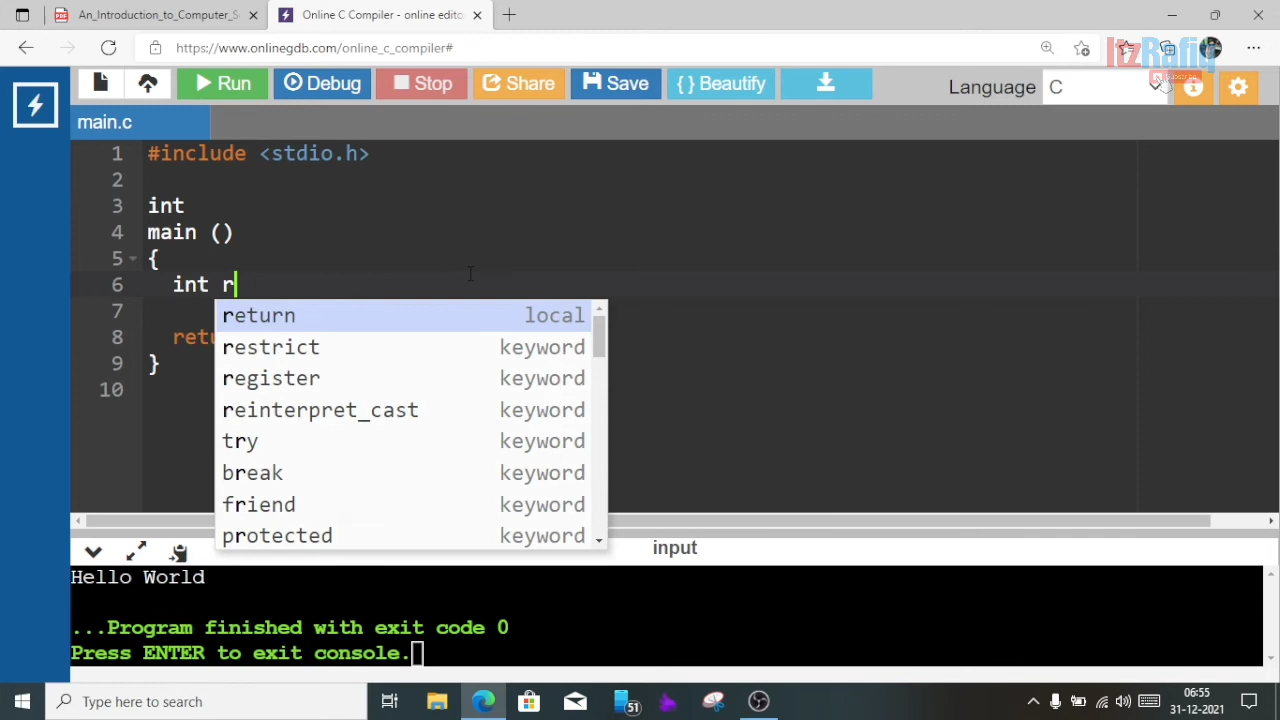 An_Introduction_to_Computer_S
Online C Compiler - online edito
https://www.onlinegdb.com/online_c_compiler#
ItzRafiq
Subscribe
Run
Debug
Stop
Share
Save
{ } Beautify
Language C
main.c
1 #include <stdio.h>
2
3 int
4 main ()
5 {
6 int r
7
8 retu
9 }
10
return local
restrict keyword
register keyword
reinterpret_cast keyword
try keyword
break keyword
friend keyword
protected keyword
input
Hello World
...Program finished with exit code 0
Press ENTER to exit console.
Type here to search
51
06:55
31-12-2021